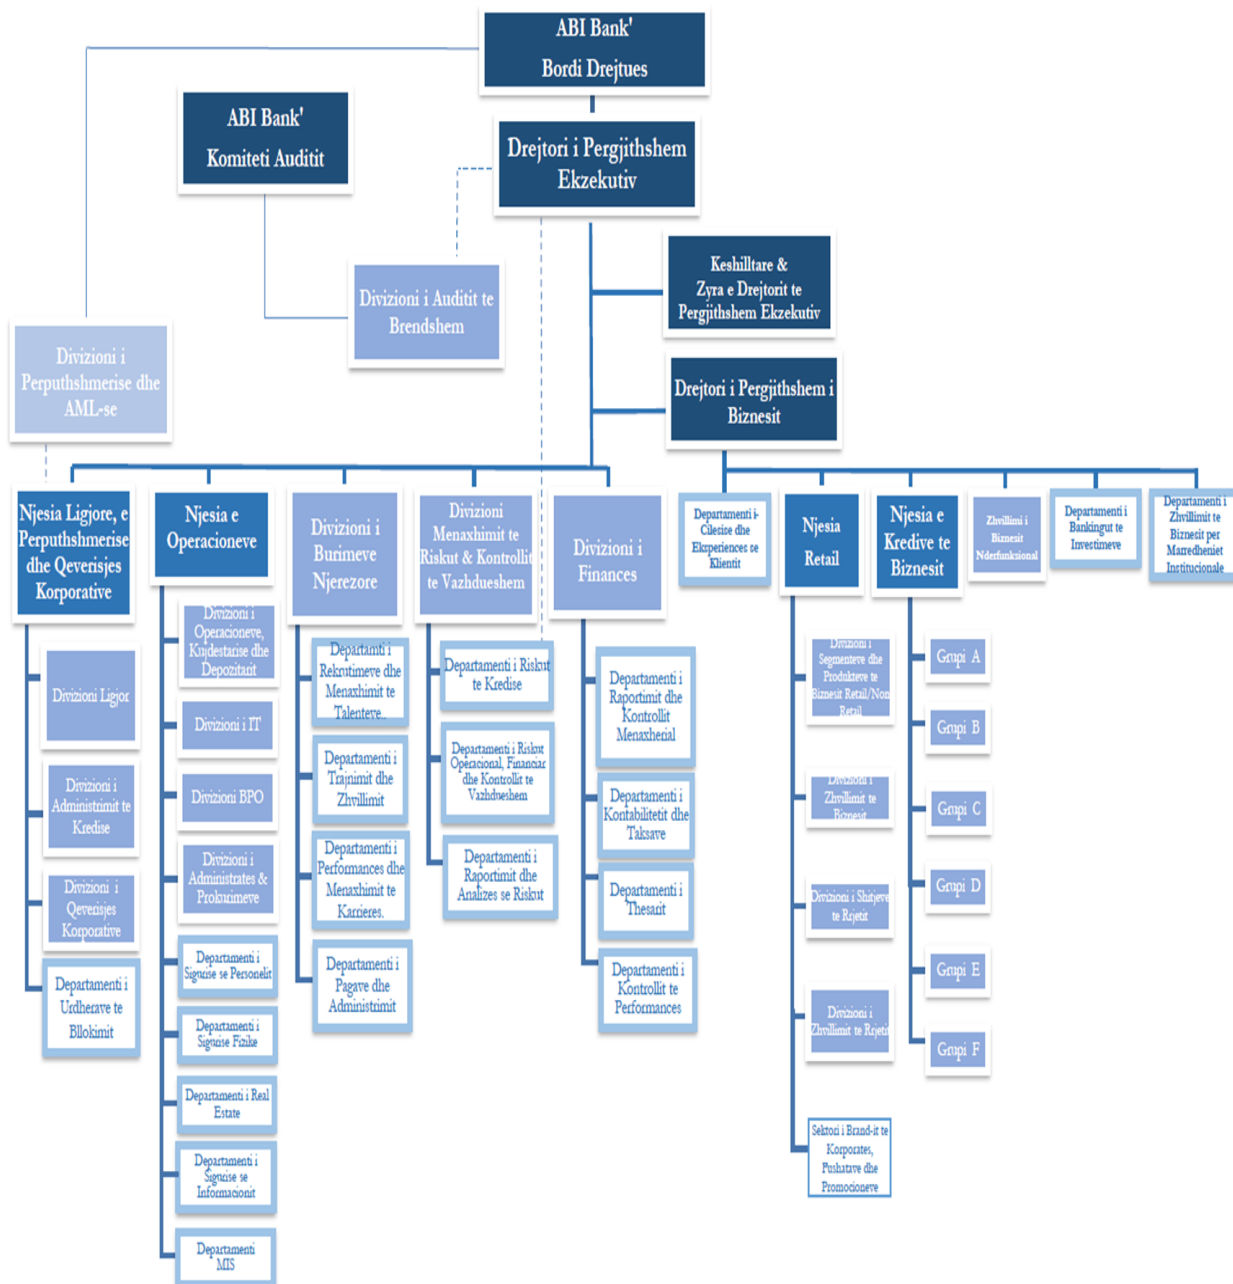 ABI Bank'
Bordi Drejtues
ABI Bank'
Komiteti Auditit
Drejtori i Pergjithshem
Ekzekutiv
Keshilltare &
Zyra e Drejtorit te
Pergjithshem Ekzekutiv
Divizioni i Auditit te
Brendshem
Divizioni i
Perputhshmerise dhe
AML-se
Drejtori i Pergjithshem i
Biznesit
Njesia Ligjore, e
Perputhshmerise
dhe Qeverisjes
Korporative
Njesia e
Operacioneve
Divizioni i
Burimeve
Njerezore
Divizioni
Menaxhimit te
Riskut & Kontrollit
te Vazhdueshem
Divizioni i
Finances
Departamenti i
Cilesise dhe
Eksperiences se
Klientit
Njesia
Retail
Njesia e
Kredive te
Biznesit
Zhvillimi i
Biznesit
Nderfunksional
Departamenti i
Bankingut te
Investimeve
Departamenti i
Zhvillimit te
Biznesit per
Marredheniet
Institucionale
Divizioni Ligjor
Divizioni i
Administrimit te
Kredise
Divizioni i
Qeverisjes
Korporative
Departamenti i
Urdherave te
Bllokimit
Divizioni i
Operacioneve,
Kujdestarise dhe
Depozitarit
Divizioni i IT
Divizioni BPO
Divizioni i
Administrates &
Prokurimeve
Departamenti i
Sigurise se Personelit
Departamenti i
Sigurise Fizike
Departamenti i Real
Estate
Departamenti i
Sigurise se
Informacionit
Departamenti
MIS
Departamti i
Rekrutimeve dhe
Menaxhimit te
Talenteve..
Departamenti i
Trajnimit dhe
Zhvillimit
Departamenti i
Performances dhe
Menaxhimit te
Karrieres.
Departamenti i
Pagave dhe
Administrimit
Departamenti i Riskut
te Kredise
Departamenti i Riskut
Operacional, Financiar
dhe Kontrollit te
Vazhdueshem
Departamenti i
Raportimit dhe
Analizes se Riskut
Departamenti i
Raportimit dhe
Kontrollit
Menaxherial
Departamenti i
Kontabilitetit dhe
Taksave
Departamenti i
Thesarit
Departamenti i
Kontrollit te
Performances
Divizioni i
Segmenteve dhe
Produkteve te
Biznesit Retail/Non
Retail
Divizioni i
Zhvillimit te
Biznesit
Divizioni i Shitjeve
te Rrjetit
Divizioni i
Zhvillimit te Rrjetit
Sektori i Brand-it te
Korporates,
Fushatave dhe
Promocioneve
Grupi A
Grupi B
Grupi C
Grupi D
Grupi E
Grupi F